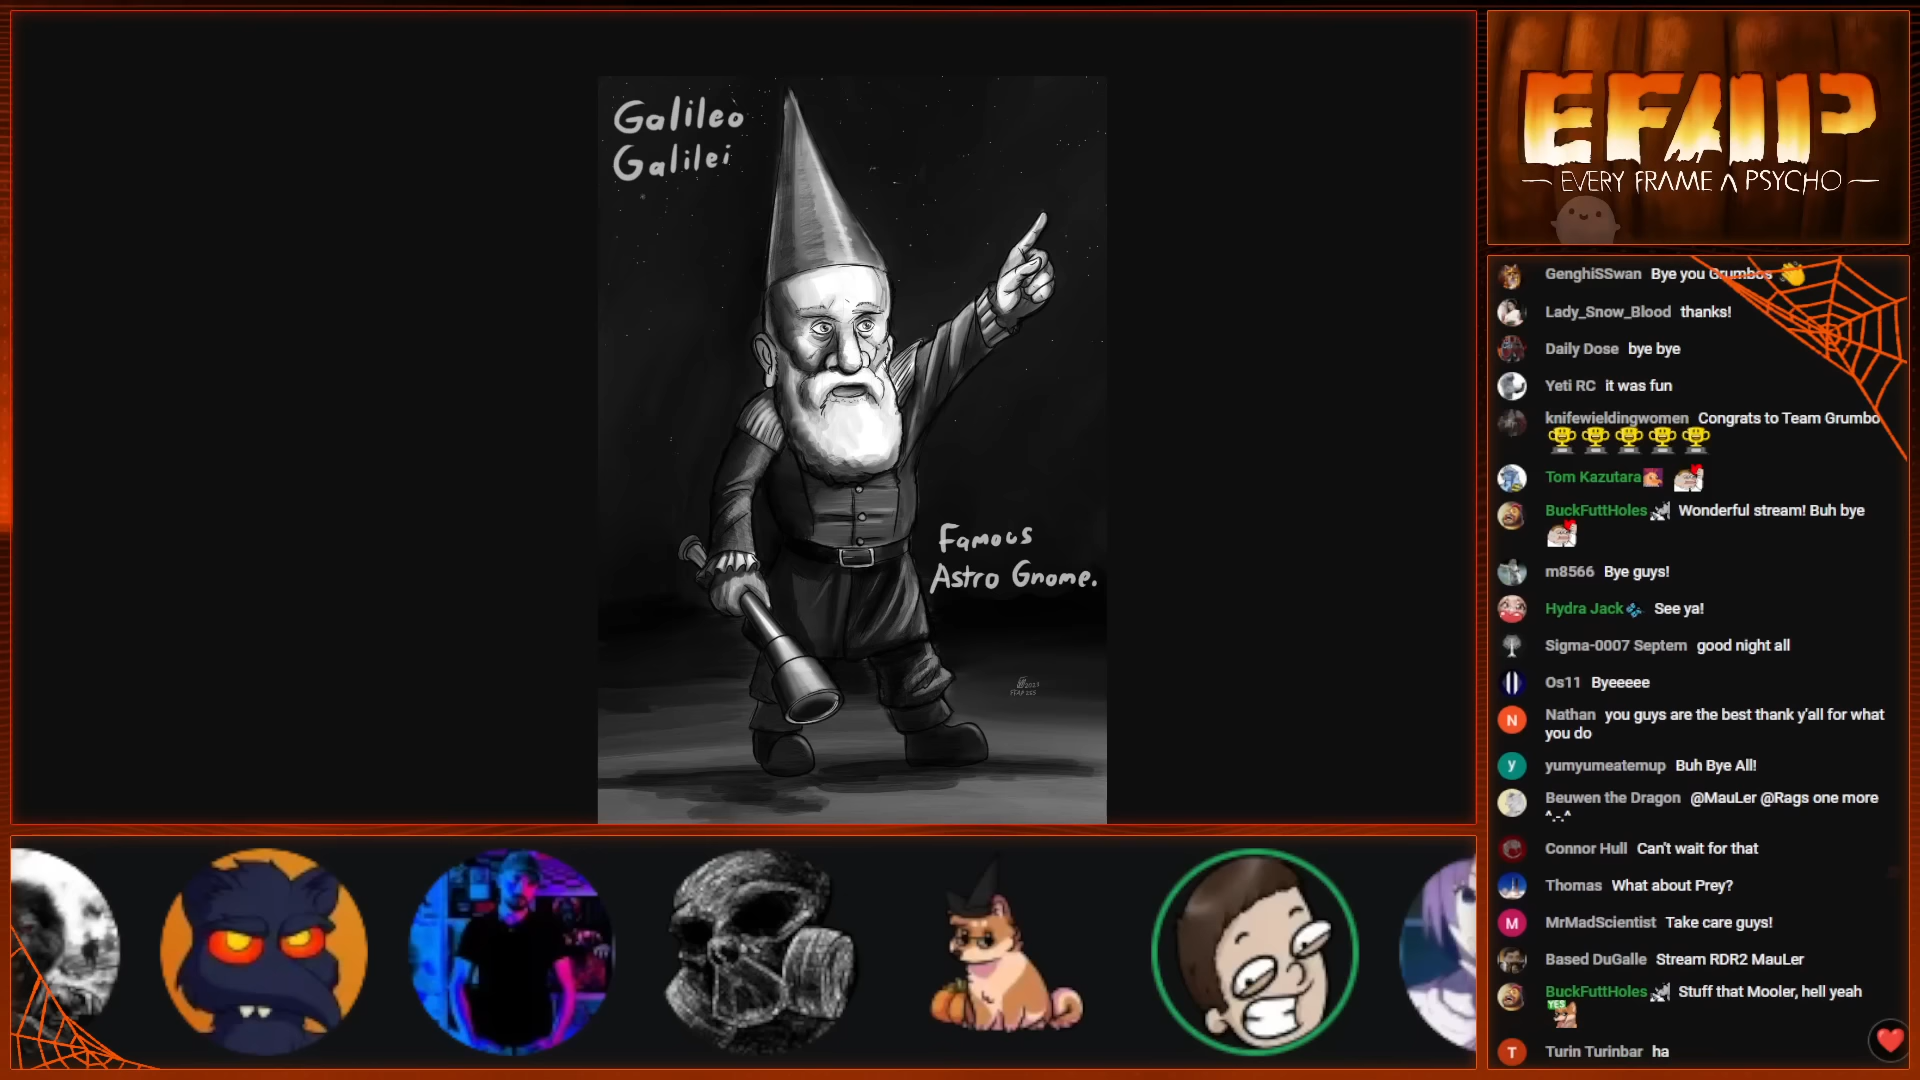 Galileo
Galilei
Famous
Astro Gnome.
EFAP
EVERY FRAME A PSYCHO
GenghiSSwan Bye you Grumbos
Lady_Snow_Blood thanks!
Daily Dose bye bye
Yeti RC it was fun
knifewieldingwomen Congrats to Team Grumbo
Tom Kazutara
BuckFuttHoles Wonderful stream! Buh bye
m8566 Bye guys!
Hydra Jack See ya!
Sigma-0007 Septem good night all
Os11 Byeeeee
N
Nathan you guys are the best thank y'all for what
you do
y
yumyumeatemup Buh Bye All!
Beuwen the Dragon @MauLer @Rags one more
^.-.^
Connor Hull Can't wait for that
Thomas What about Prey?
M
MrMadScientist Take care guys!
Based DuGalle Stream RDR2 MauLer
BuckFuttHoles Stuff that Mooler, hell yeah
YES
T
Turin Turinbar ha